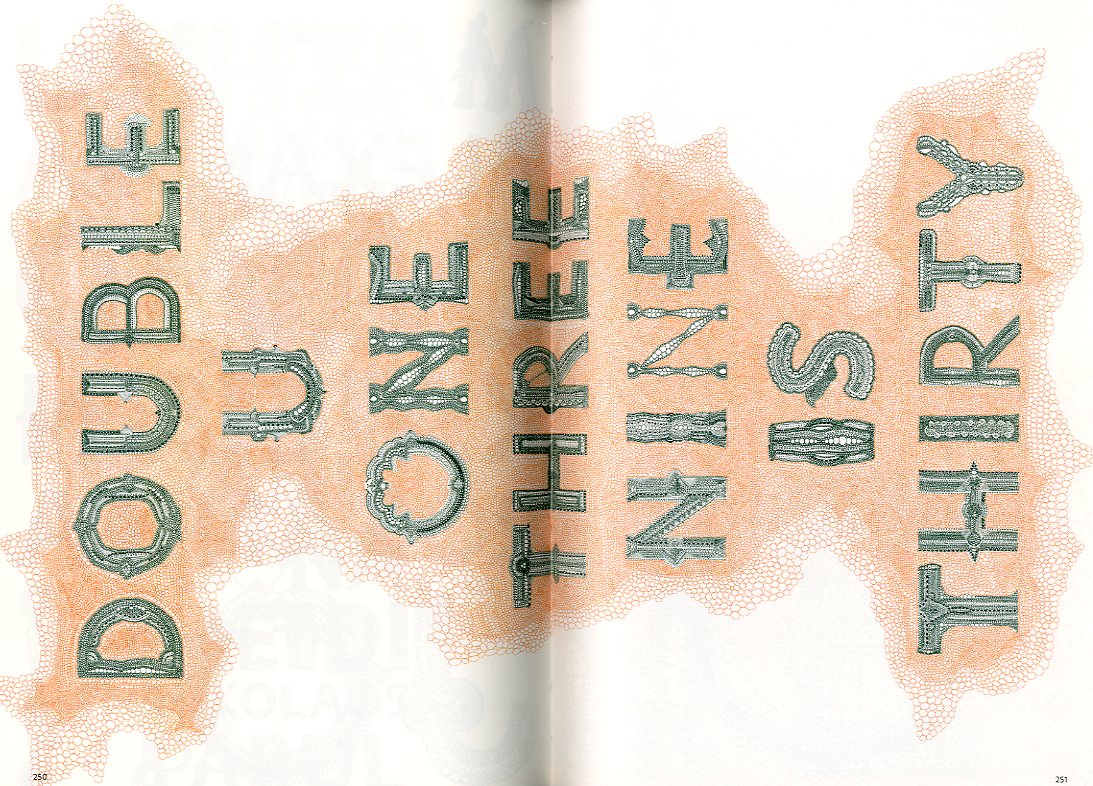 DOUBLE
U
ONE
THREE
NINE
IS
THIRTY
250
251